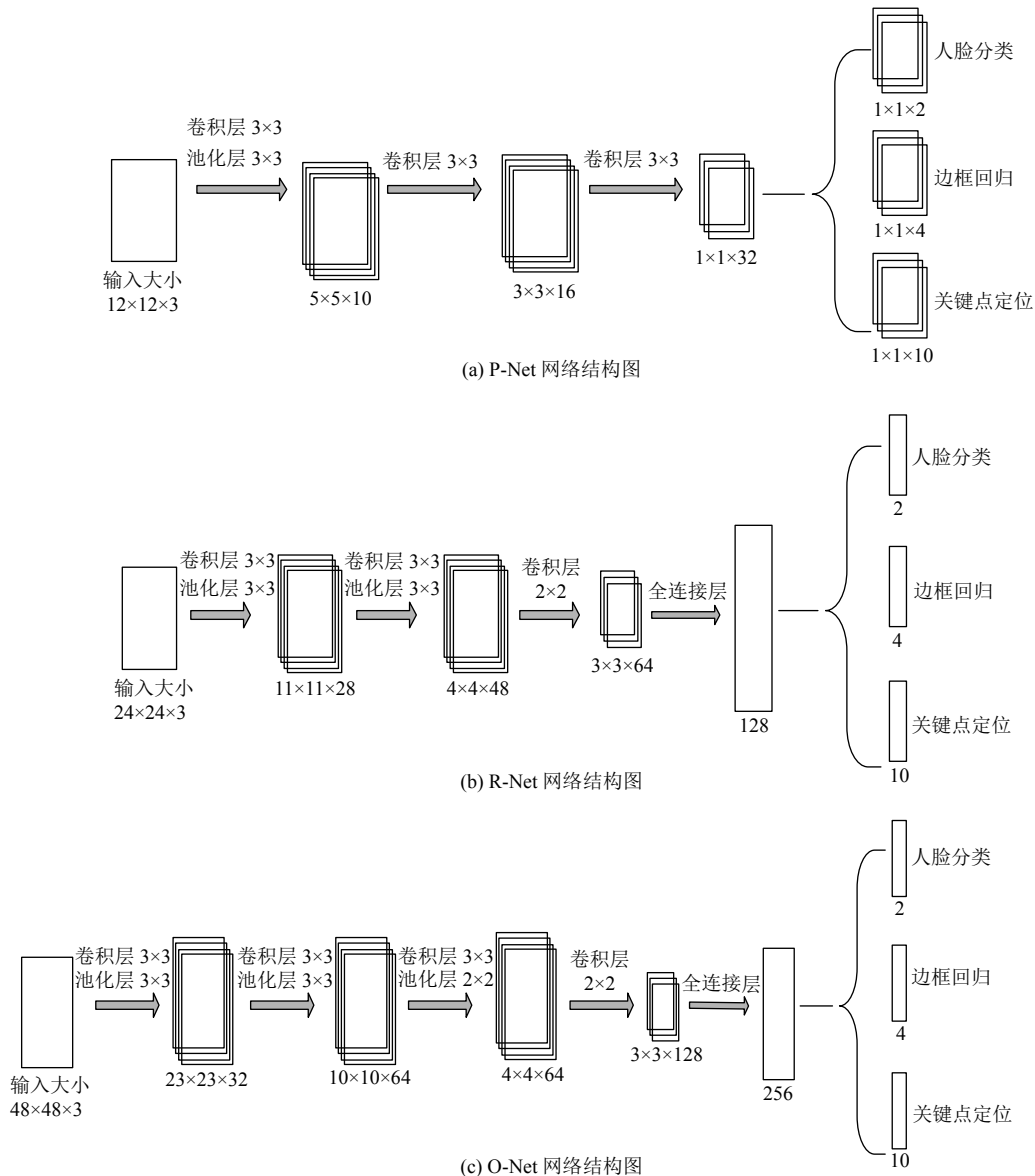 人脸分类
1×1×2
卷积层 3×3
池化层 3×3
卷积层 3×3
卷积层 3×3
边框回归
1×1×4
1×1×32
输入大小
12×12×3
5×5×10
3×3×16
关键点定位
1×1×10
(a) P-Net 网络结构图
人脸分类
2
卷积层 3×3
池化层 3×3
卷积层 3×3
池化层 3×3
卷积层
2×2
全连接层
边框回归
4
输入大小
24×24×3
11×11×28
4×4×48
3×3×64
128
关键点定位
10
(b) R-Net 网络结构图
人脸分类
2
卷积层 3×3
池化层 3×3
卷积层 3×3
池化层 3×3
卷积层 3×3
池化层 2×2
卷积层
2×2
全连接层
边框回归
4
输入大小
48×48×3
23×23×32
10×10×64
4×4×64
3×3×128
256
关键点定位
10
(c) O-Net 网络结构图